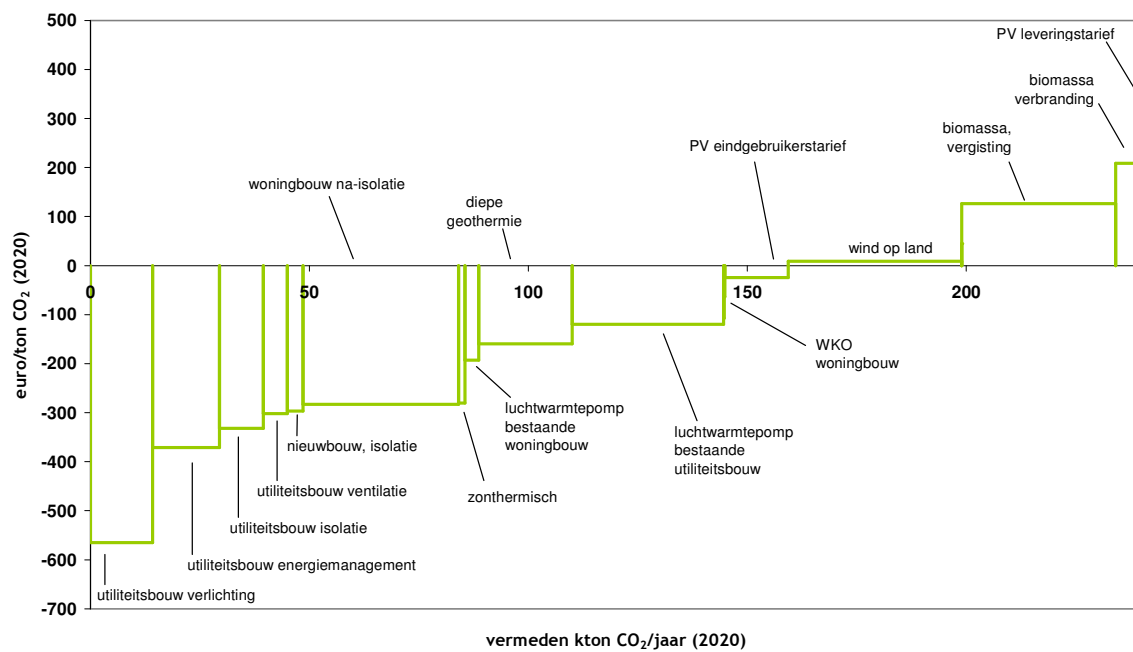 500
400
300
200
100
0
-100
-200
-300
-400
-500
-600
-700
euro/ton CO₂ (2020)
0
50
100
150
200
vermeden kton CO₂/jaar (2020)
PV leveringstarief
biomassa
verbranding
biomassa,
vergisting
PV eindgebruikerstarief
woningbouw na-isolatie
diepe
geothermie
wind op land
WKO
woningbouw
luchtwarmtepomp
bestaande
woningbouw
luchtwarmtepomp
bestaande
utiliteitsbouw
nieuwbouw, isolatie
utiliteitsbouw ventilatie
zonthermisch
utiliteitsbouw isolatie
utiliteitsbouw energiemanagement
utiliteitsbouw verlichting